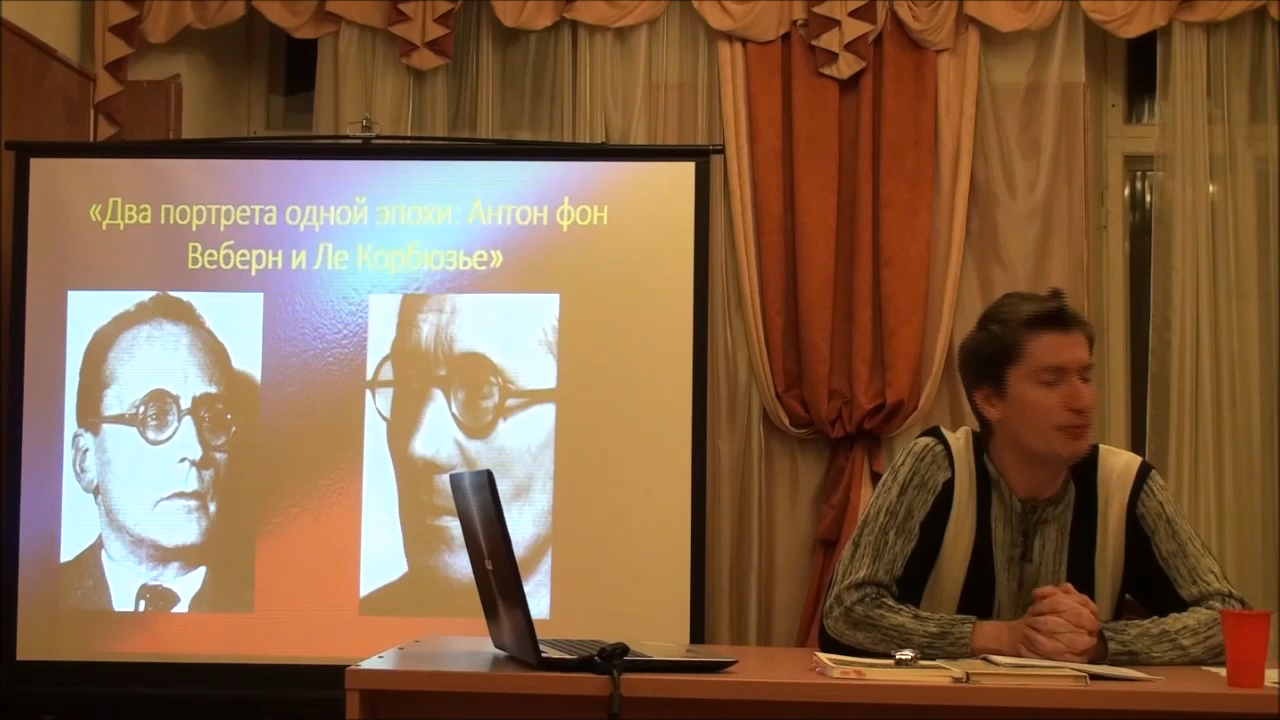 «Два портрета одной эпохи: Антон фон
Веберн и Ле Корбюзье»